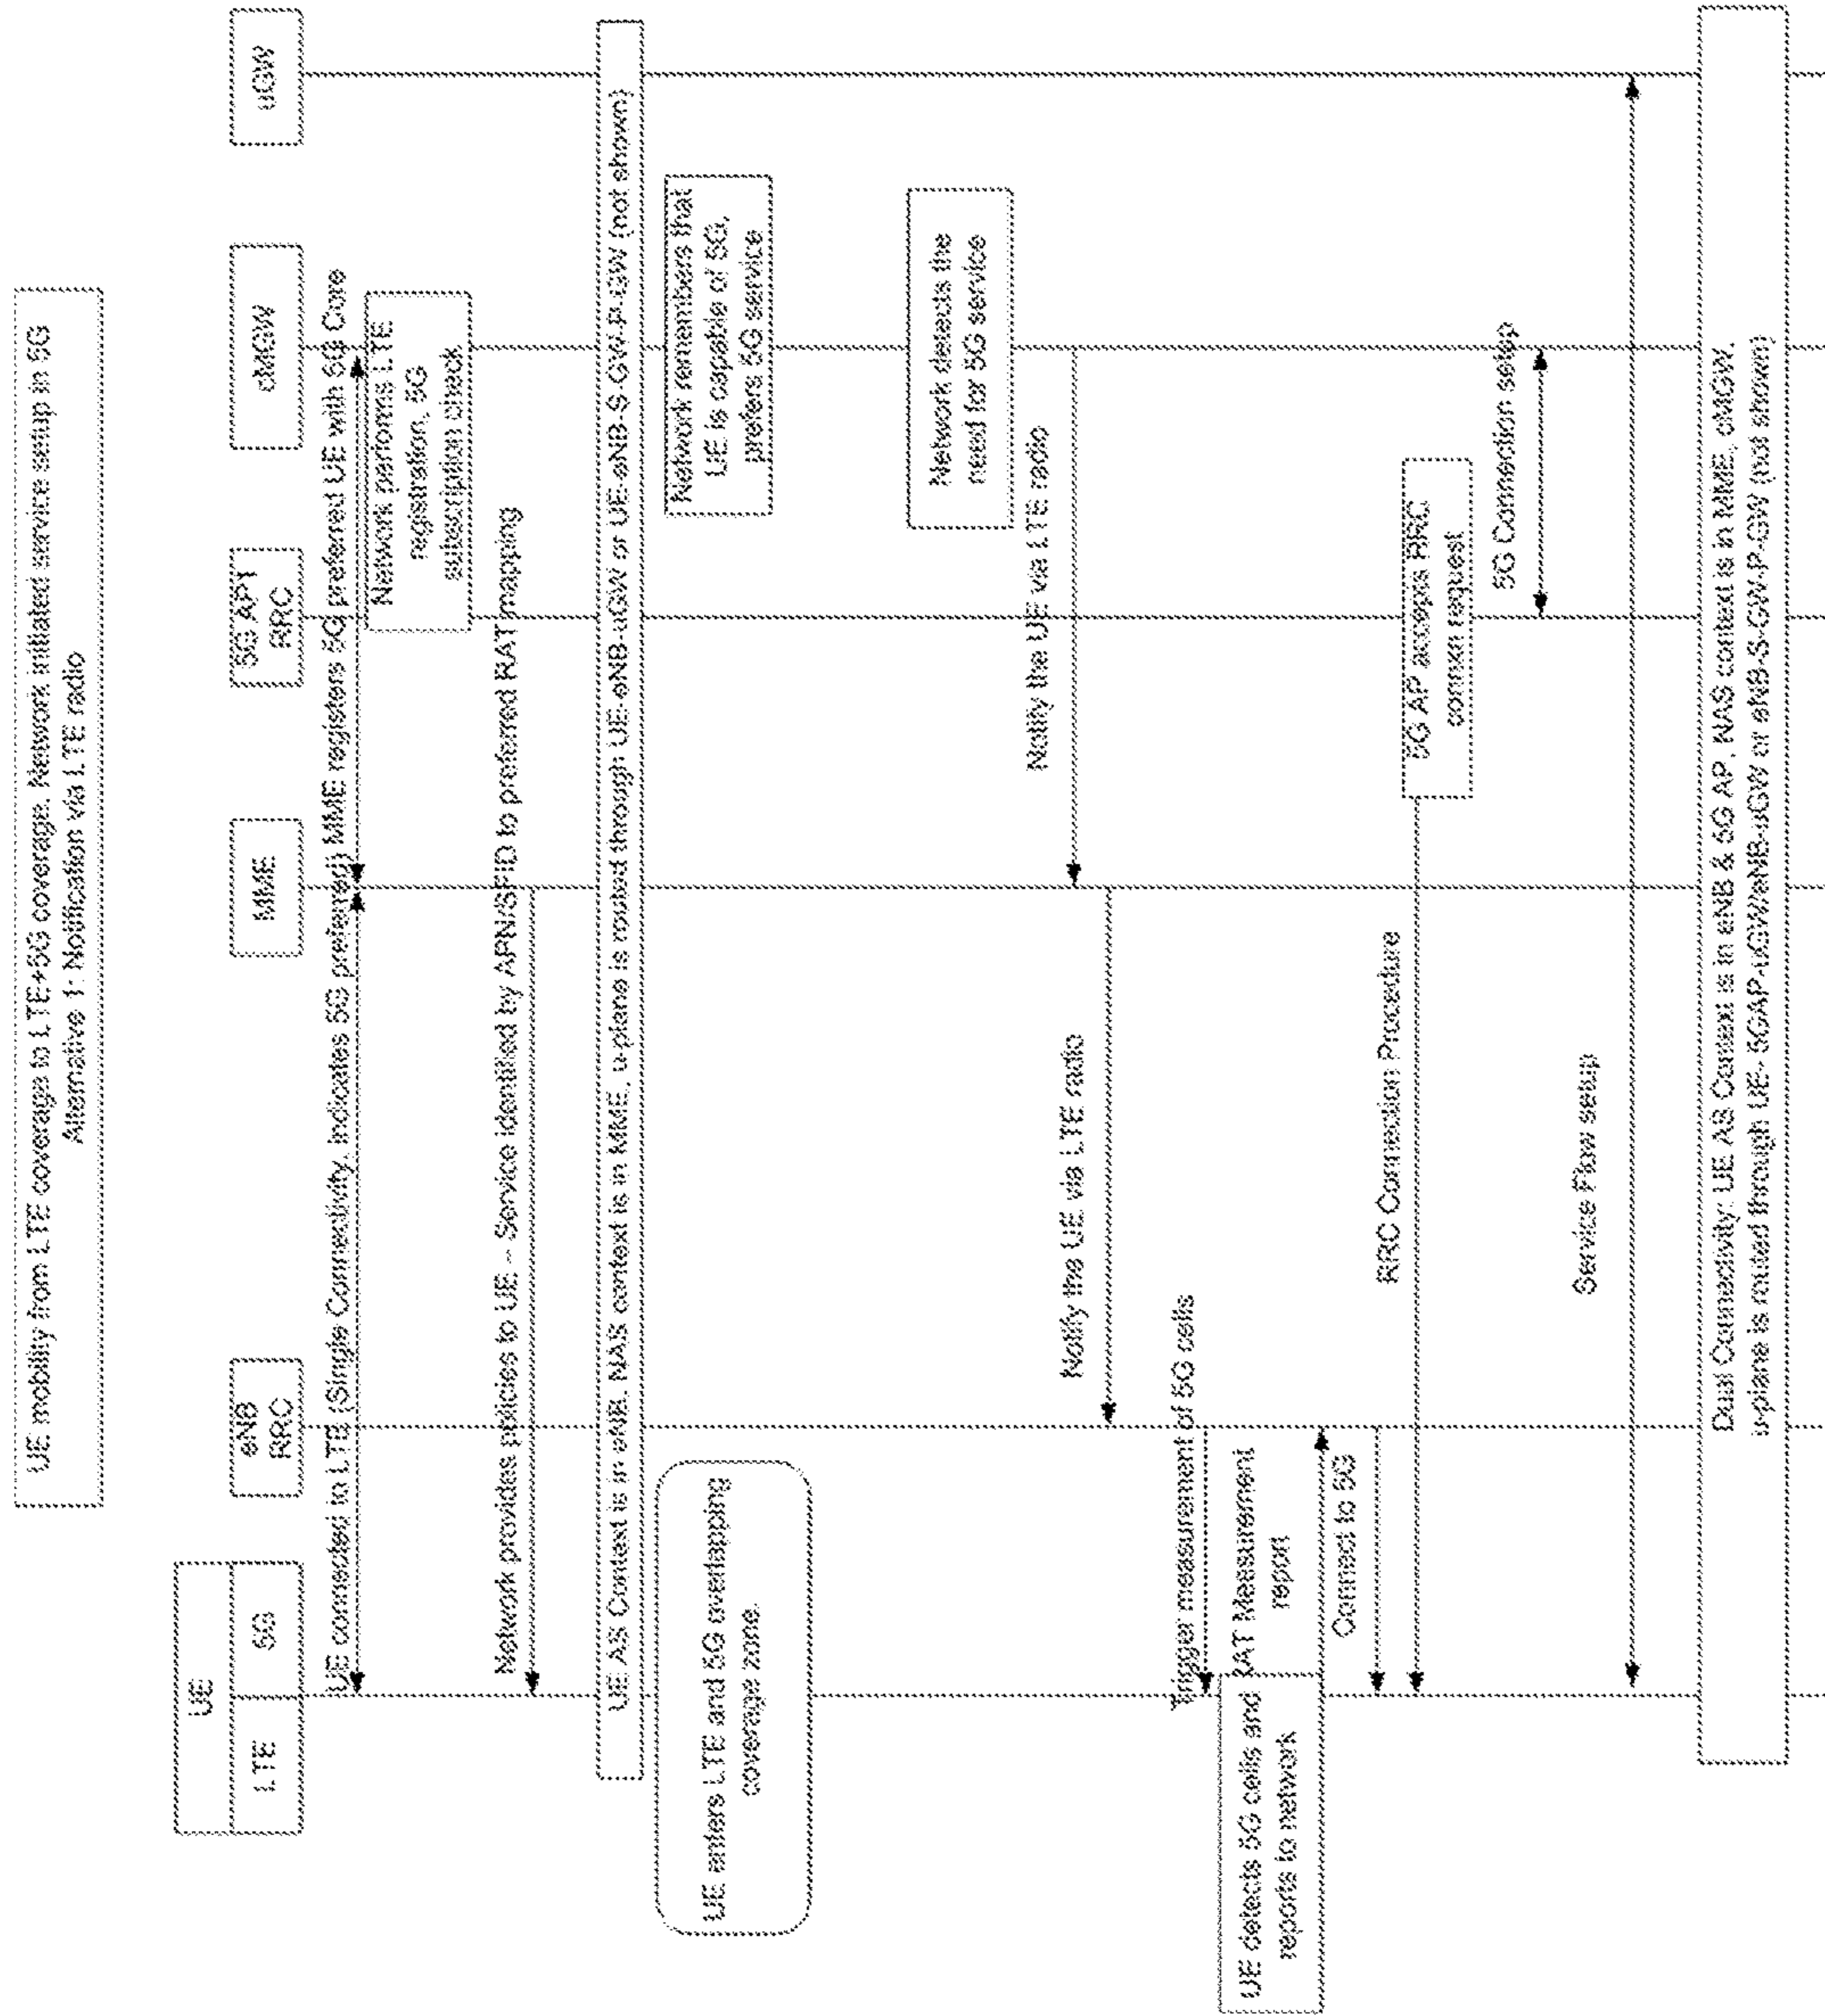 UE mobility from LTE coverage to LTE+5G coverage. Network initiated service setup in 5G
Alternative 1: Notification via LTE radio
UE
LTE
5G
eNB
RRC
MME
5G AP1
RRC
cMGW
uGW
UE connected to LTE (Single Connectivity, indicates 5G preferred)
MME registers 5G preferred UE with 5G Core
Network performs LTE
registration, 5G
subscription check
Network provides policies to UE - Service identified by APN/SFID to preferred RAT mapping
UE AS Context is in eNB. NAS context is in MME, u-plane is routed through UE-eNB-uGW or UE-eNB-S-GW-P-GW (not shown)
UE enters LTE and 5G overlapping
coverage zone.
Network remembers that
UE is capable of 5G,
prefers 5G service
Network detects the
need for 5G service
Notify the UE via LTE radio
Notify the UE via LTE radio
Trigger measurement of 5G cells
UE detects 5G cells and
reports to network
RAT Measurement
report
Connect to 5G
RRC Connection Procedure
5G AP accepts RRC
connen request
5G Connection setup
Service Flow setup
Dual Connectivity: UE AS Context is in eNB & 5G AP, NAS context is in MME, cMGW.
u-plane is routed through UE- 5GAP-uGW/eNB-uGW or eNB-S-GW-P-GW (not shown)